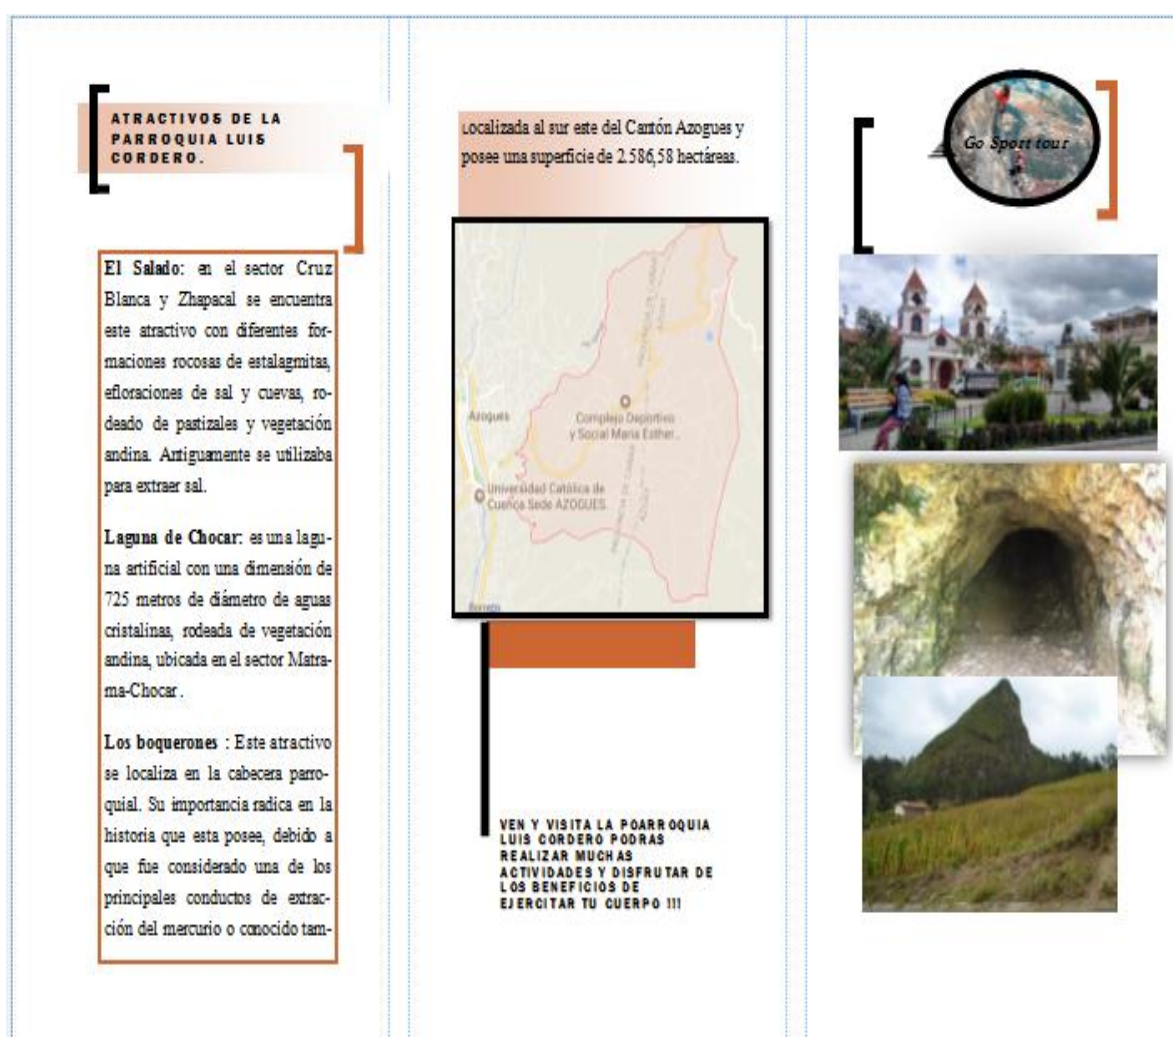 ATRACTIVOS DE LA
PARROQUIA LUIS
CORDERO.
El Salado: en el sector Cruz
Blanca y Zhapacal se encuentra
este atractivo con diferentes for-
maciones rocosas de estalagmitas,
efloraciones de sal y cuevas, ro-
deado de pastizales y vegetación
andina. Antiguamente se utilizaba
para extraer sal.
Laguna de Chocar: es una lagu-
na artificial con una dimensión de
725 metros de diámetro de aguas
cristalinas, rodeada de vegetación
andina, ubicada en el sector Matra-
ma-Chocar .
Los boquerones : Este atractivo
se localiza en la cabecera parro-
quial. Su importancia radica en la
historia que esta posee, debido a
que fue considerado una de los
principales conductos de extrac-
ción del mercurio o conocido tam-
Localizada al sur este del Cantón Azogues y
posee una superficie de 2.586,58 hectáreas.
Azogues
Complejo Deportivo
y Social Maria Esther...
Universidad Católica de
Cuenca Sede AZOGUES
VEN Y VISITA LA POARROQUIA
LUIS CORDERO PODRAS
REALIZAR MUCHAS
ACTIVIDADES Y DISFRUTAR DE
LOS BENEFICIOS DE
EJERCITAR TU CUERPO !!!
Go Sport tour